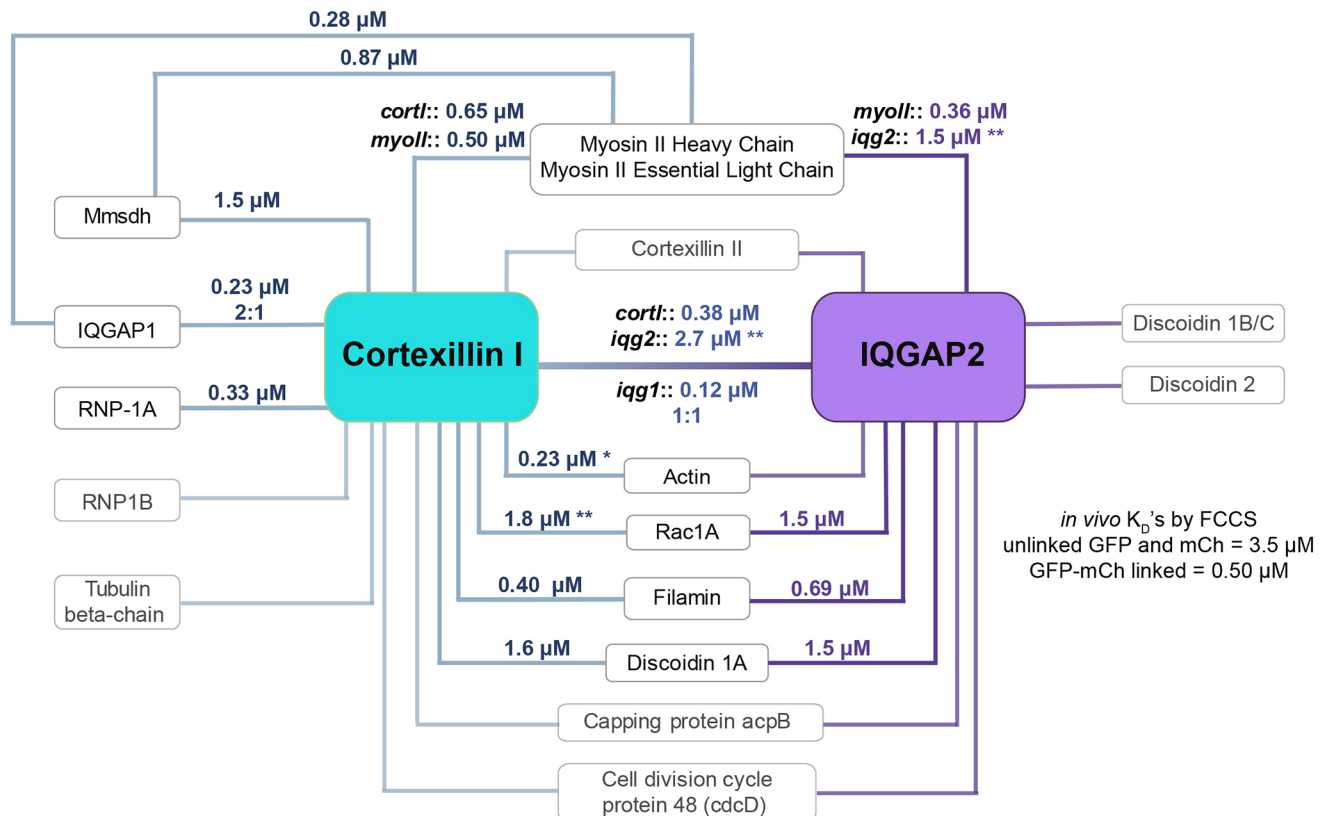 0.28 µM
0.87 µM
cortI:: 0.65 µM
myoII:: 0.50 µM
Myosin II Heavy Chain
Myosin II Essential Light Chain
myoII:: 0.36 µM
iqg2:: 1.5 µM **
Mmsdh
1.5 µM
Cortexillin II
IQGAP1
0.23 µM
2:1
Cortexillin I
cortI:: 0.38 µM
iqg2:: 2.7 µM **
iqg1:: 0.12 µM
1:1
IQGAP2
Discoidin 1B/C
Discoidin 2
RNP-1A
0.33 µM
0.23 µM *
Actin
RNP1B
1.8 µM **
Rac1A
1.5 µM
in vivo KD's by FCCS
unlinked GFP and mCh = 3.5 µM
GFP-mCh linked = 0.50 µM
Tubulin
beta-chain
0.40 µM
Filamin
0.69 µM
1.6 µM
Discoidin 1A
1.5 µM
Capping protein acpB
Cell division cycle
protein 48 (cdcD)